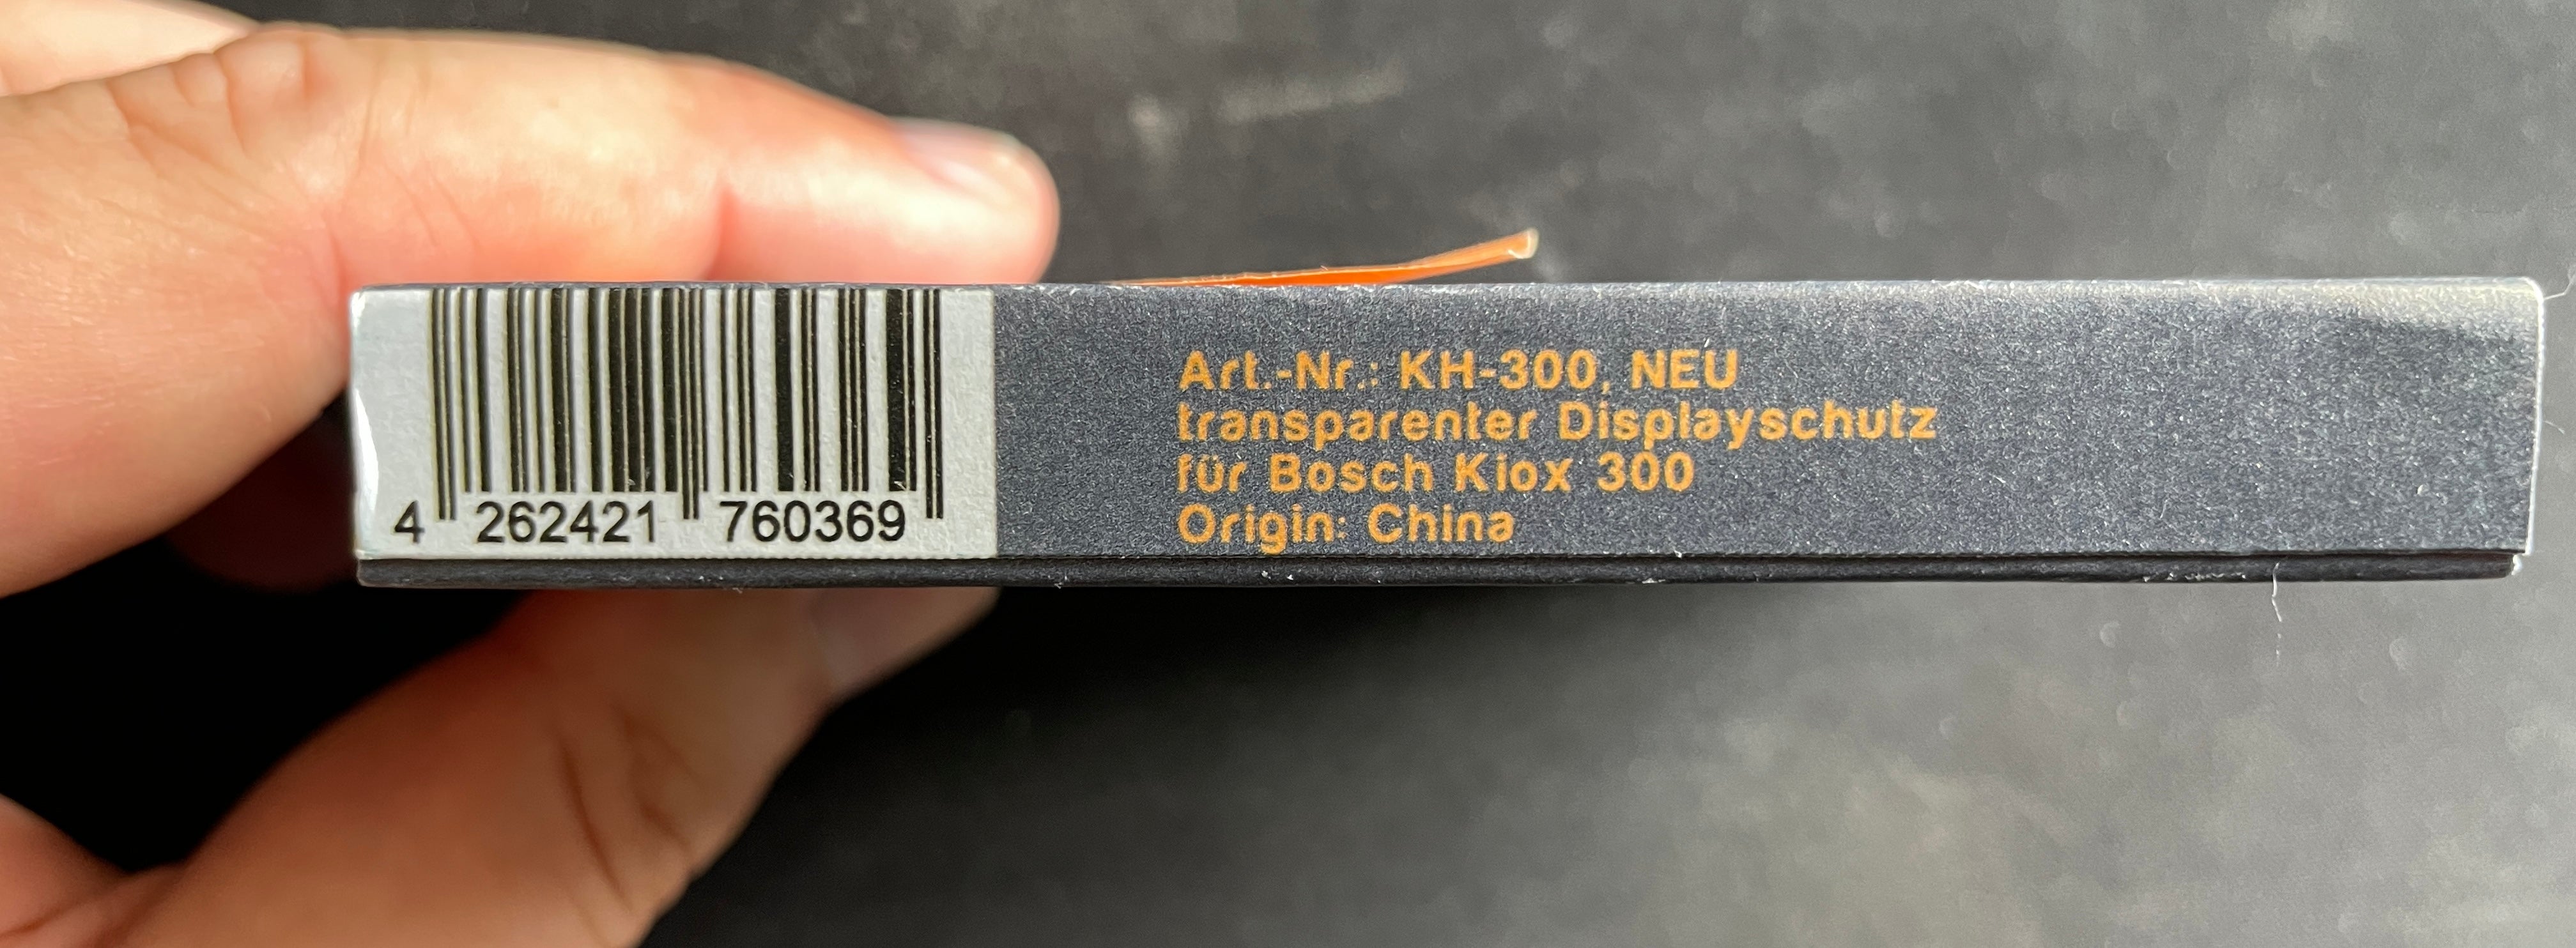 4 262421 760369
Art.-Nr.: KH-300, NEU
transparenter Displayschutz
für Bosch Kiox 300
Origin: China